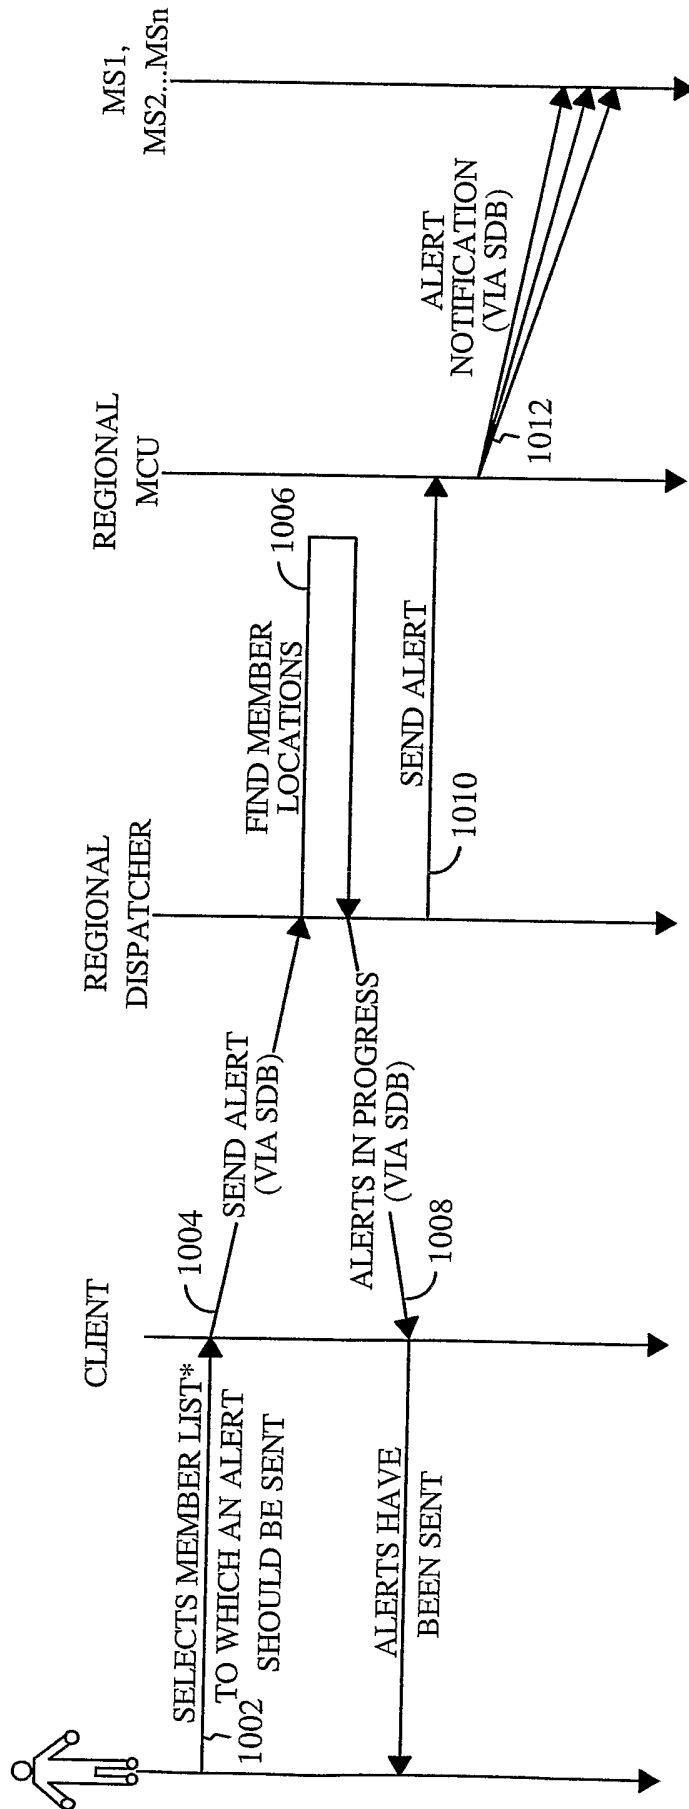 CLIENT
REGIONAL
DISPATCHER
REGIONAL
MCU
MS1,
MS2...MSn
SELECTS MEMBER LIST*
TO WHICH AN ALERT
SHOULD BE SENT
1002
1004
SEND ALERT
(VIA SDB)
FIND MEMBER
LOCATIONS
1006
ALERTS IN PROGRESS
(VIA SDB)
1008
ALERTS HAVE
BEEN SENT
SEND ALERT
1010
ALERT
NOTIFICATION
(VIA SDB)
1012